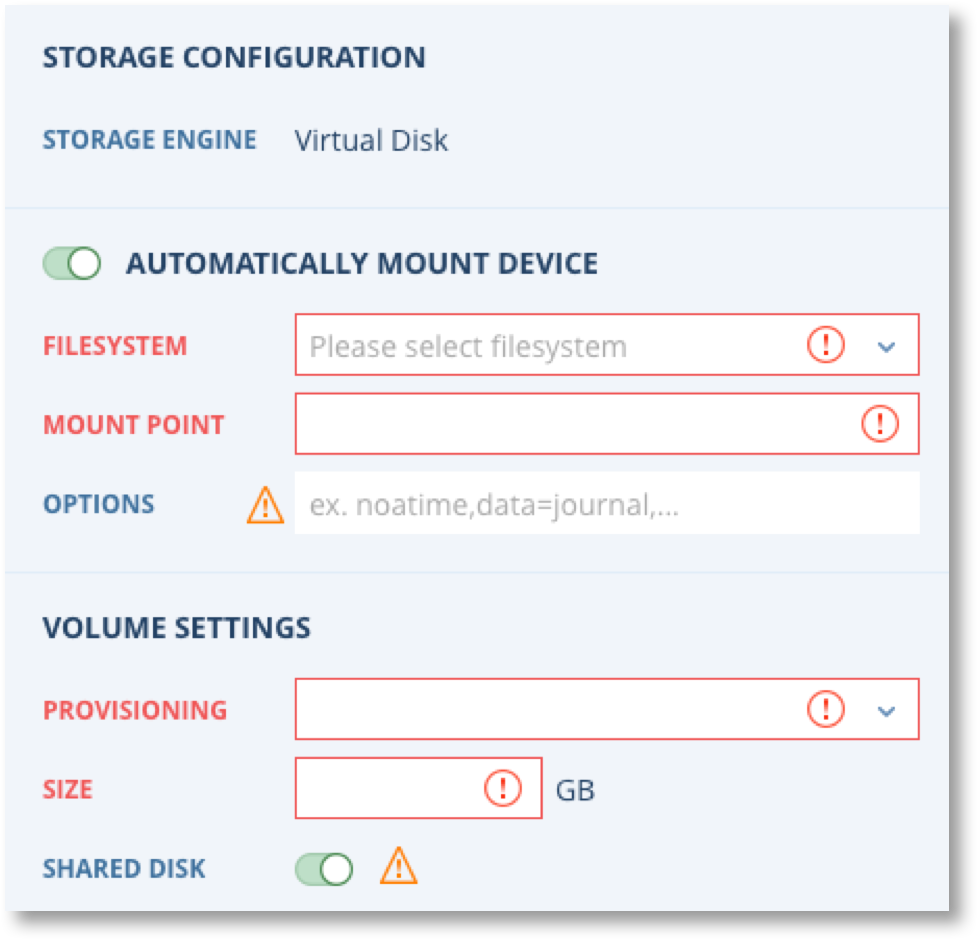 STORAGE CONFIGURATION
STORAGE ENGINE Virtual Disk
AUTOMATICALLY MOUNT DEVICE
FILESYSTEM Please select filesystem
MOUNT POINT
OPTIONS ex. noatime,data=journal,...
VOLUME SETTINGS
PROVISIONING
SIZE GB
SHARED DISK